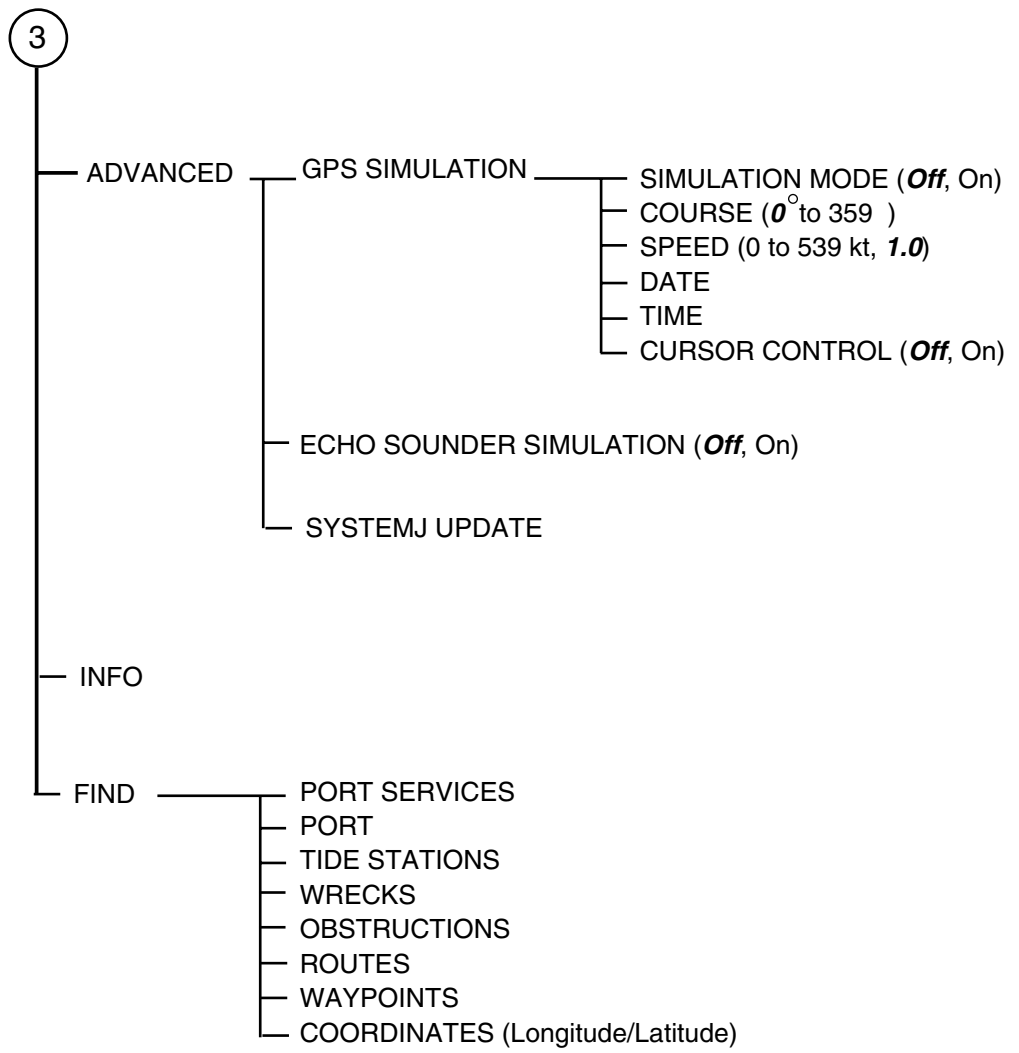 3
ADVANCED
GPS SIMULATION
SIMULATION MODE (Off, On)
COURSE (0° to 359 )
SPEED (0 to 539 kt, 1.0)
DATE
TIME
CURSOR CONTROL (Off, On)
ECHO SOUNDER SIMULATION (Off, On)
SYSTEMJ UPDATE
INFO
FIND
PORT SERVICES
PORT
TIDE STATIONS
WRECKS
OBSTRUCTIONS
ROUTES
WAYPOINTS
COORDINATES (Longitude/Latitude)